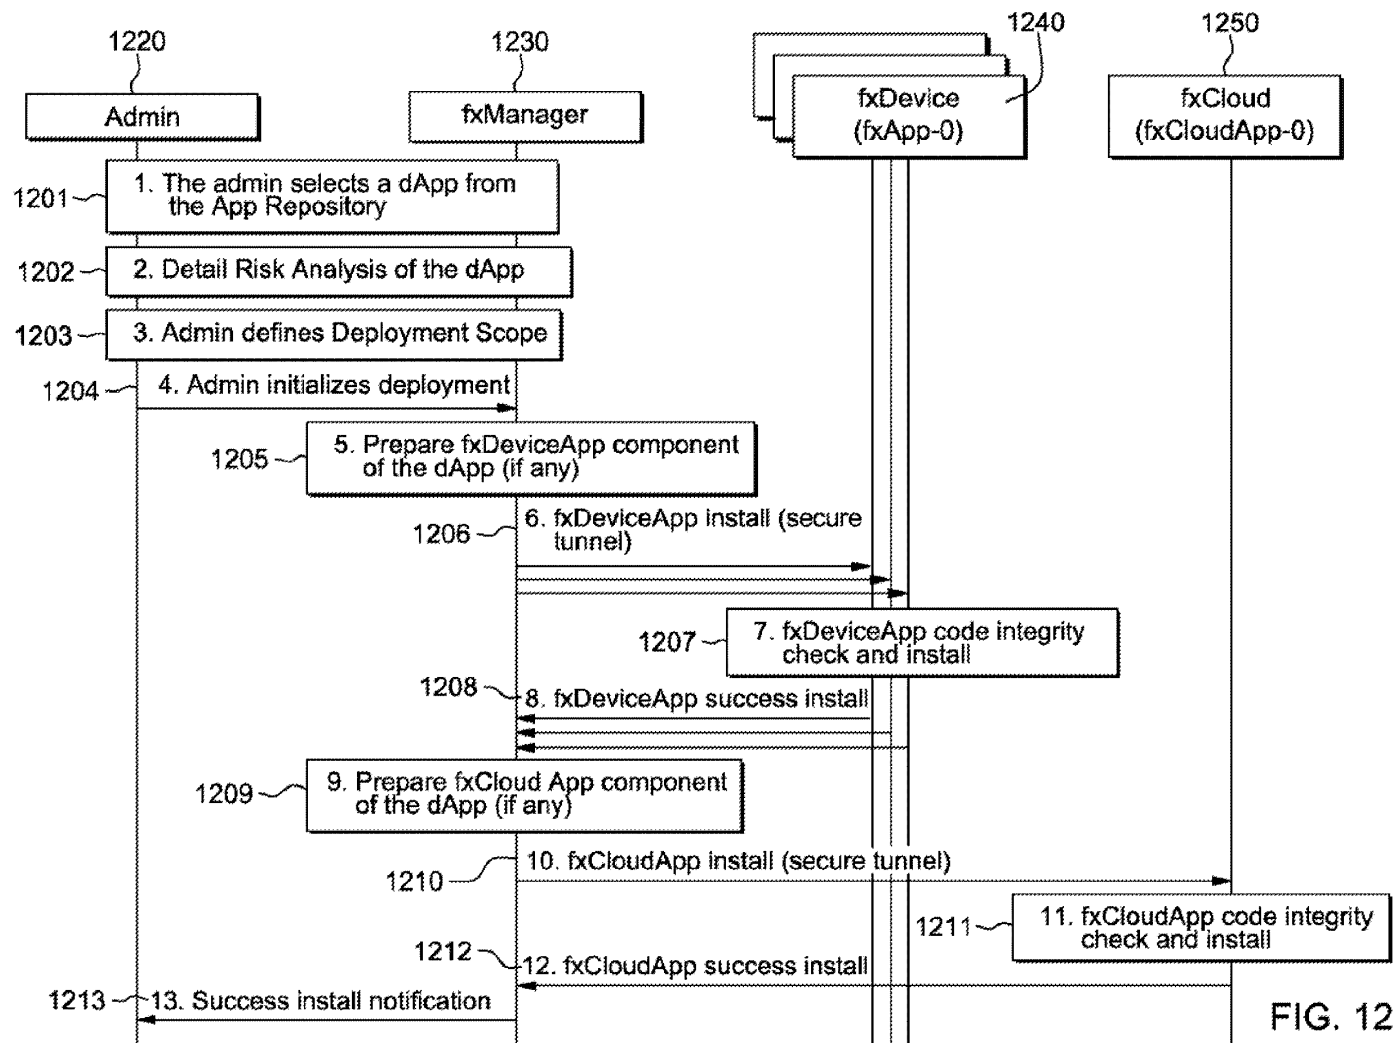 1220
1230
1240
1250
Admin
fxManager
fxDevice
(fxApp-0)
fxCloud
(fxCloudApp-0)
1201
1. The admin selects a dApp from
the App Repository
1202
2. Detail Risk Analysis of the dApp
1203
3. Admin defines Deployment Scope
1204
4. Admin initializes deployment
1205
5. Prepare fxDeviceApp component
of the dApp (if any)
1206
6. fxDeviceApp install (secure
tunnel)
1207
7. fxDeviceApp code integrity
check and install
1208
8. fxDeviceApp success install
1209
9. Prepare fxCloud App component
of the dApp (if any)
1210
10. fxCloudApp install (secure tunnel)
1211
11. fxCloudApp code integrity
check and install
1212
12. fxCloudApp success install
1213
13. Success install notification
FIG. 12